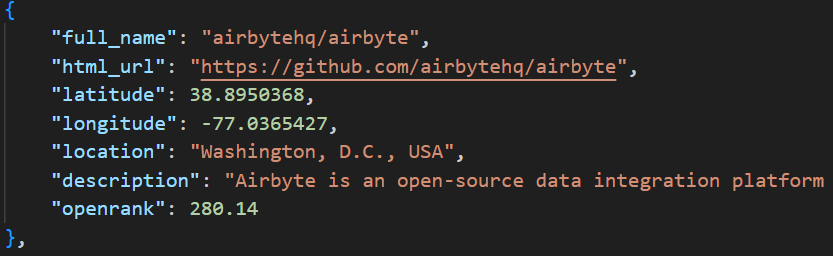 {
"full_name": "airbytehq/airbyte",
"html_url": "https://github.com/airbytehq/airbyte",
"latitude": 38.8950368,
"longitude": -77.0365427,
"location": "Washington, D.C., USA",
"description": "Airbyte is an open-source data integration platform
"openrank": 280.14
},